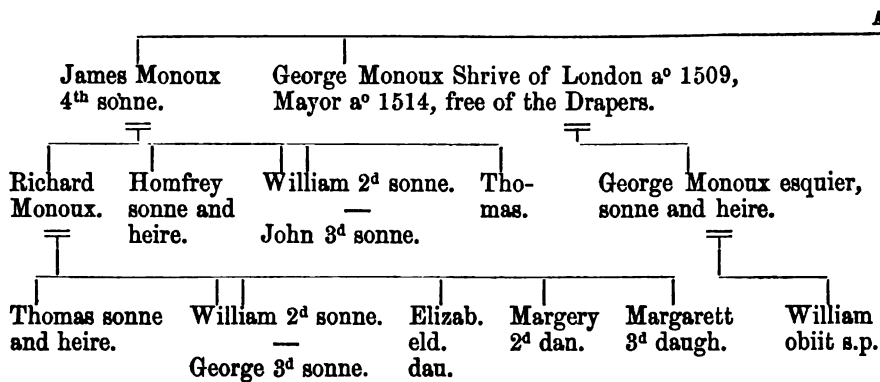 A
James Monoux
4th sonne.
George Monoux Shrive of London aº 1509,
Mayor aº 1514, free of the Drapers.
Richard
Monoux.
Homfrey
sonne and
heire.
William 2d sonne.
—
John 3d sonne.
Tho-
mas.
George Monoux esquier,
sonne and heire.
Thomas sonne
and heire.
William 2d sonne.
—
George 3d sonne.
Elizab.
eld.
dau.
Margery
2d dan.
Margarett
3d daugh.
William
obiit s.p.